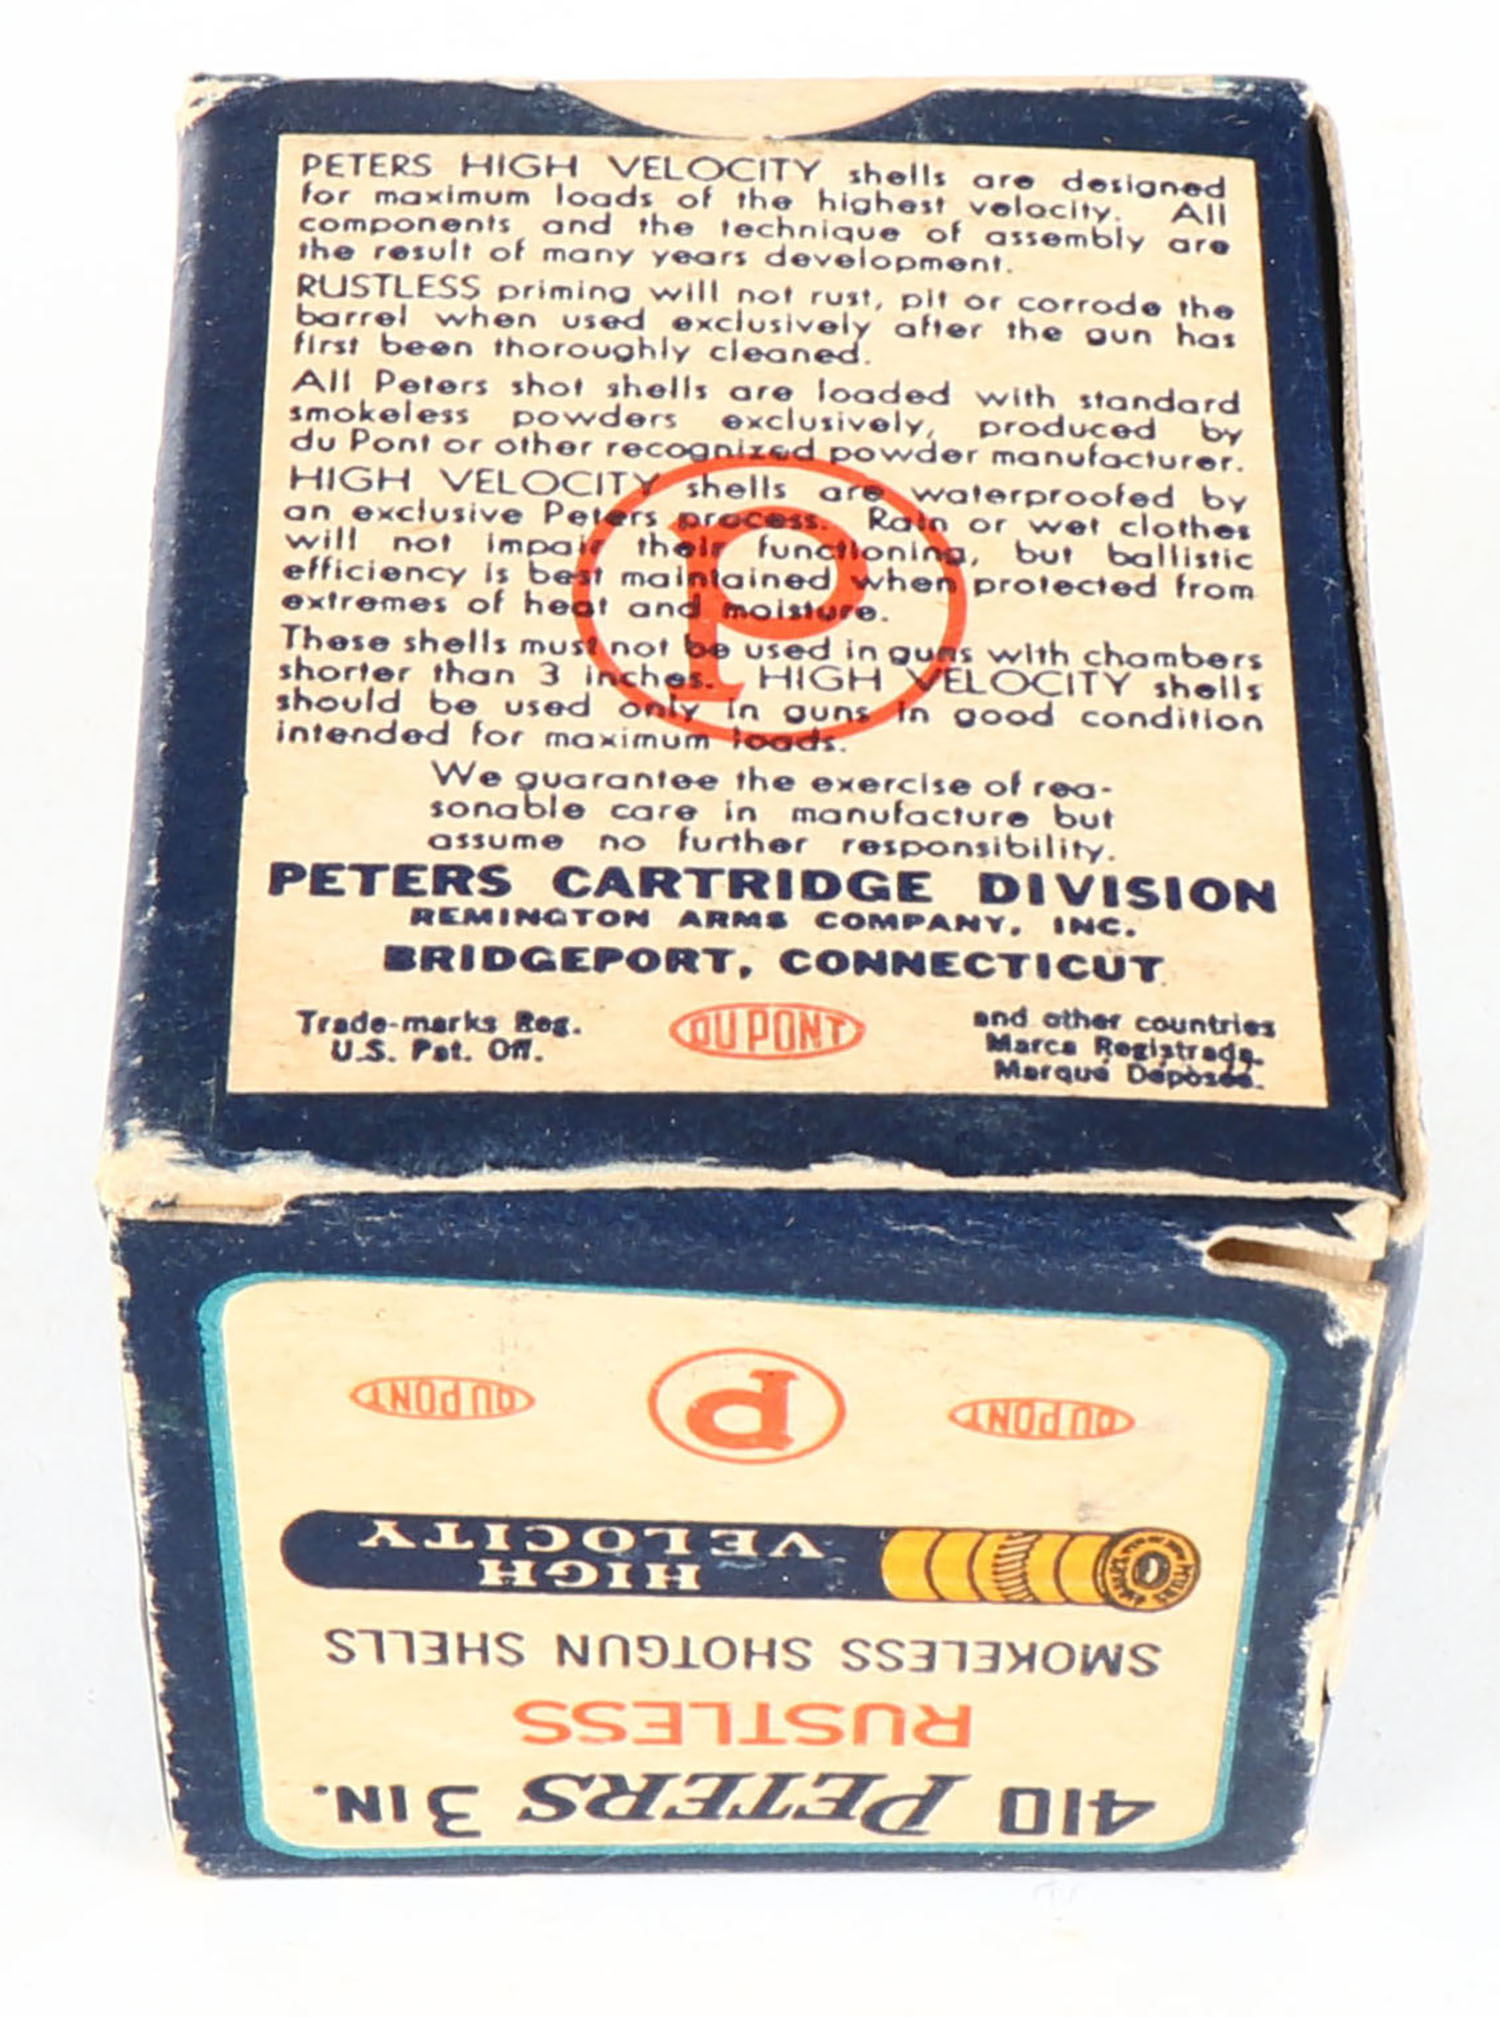 PETERS HIGH VELOCITY shells are designed
for maximum loads of the highest velocity. All
components and the technique of assembly are
the result of many years development.
RUSTLESS priming will not rust, pit or corrode the
barrel when used exclusively after the gun has
first been thoroughly cleaned.
All Peters shot shells are loaded with standard
smokeless powders exclusively, produced by
du Pont or other recognized powder manufacturer.
HIGH VELOCITY shells are waterproofed by
an exclusive Peters process. Rain or wet clothes
will not impair their functioning, but ballistic
efficiency is best maintained when protected from
extremes of heat and moisture.
These shells must not be used in guns with chambers
shorter than 3 inches. HIGH VELOCITY shells
should be used only in guns in good condition
intended for maximum loads.
P
We guarantee the exercise of rea-
sonable care in manufacture but
assume no further responsibility.
PETERS CARTRIDGE DIVISION
REMINGTON ARMS COMPANY, INC.
BRIDGEPORT, CONNECTICUT
Trade-marks Reg.
U.S. Pat. Off.
DU PONT
and other countries
Marca Registrada.
Marque Déposée.
410 PETERS 3 IN.
RUSTLESS
SMOKELESS SHOTGUN SHELLS
HIGH
VELOCITY
DU PONT P DU PONT